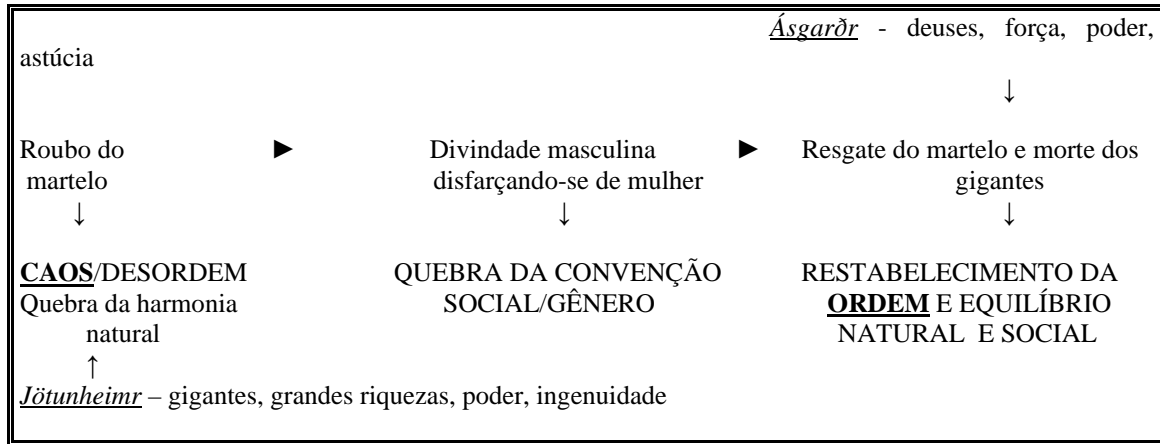 Ásgarðr - deuses, força, poder,
astúcia
↓
Roubo do ► Divindade masculina ► Resgate do martelo e morte dos
martelo disfarçando-se de mulher gigantes
↓ ↓ ↓
CAOS/DESORDEM QUEBRA DA CONVENÇÃO RESTABELECIMENTO DA
Quebra da harmonia SOCIAL/GÊNERO ORDEM E EQUILÍBRIO
natural NATURAL E SOCIAL
↑
Jötunheimr – gigantes, grandes riquezas, poder, ingenuidade